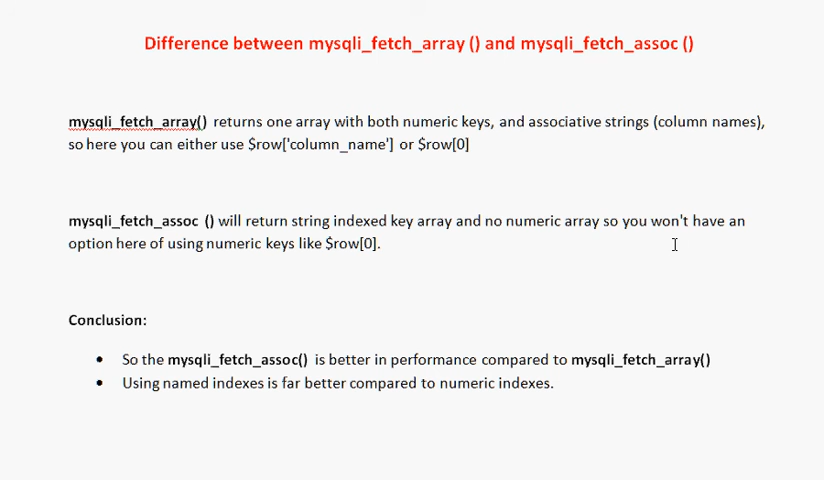 Difference between mysqli_fetch_array () and mysqli_fetch_assoc ()
mysqli_fetch_array() returns one array with both numeric keys, and associative strings (column names),
so here you can either use $row['column_name'] or $row[0]
mysqli_fetch_assoc () will return string indexed key array and no numeric array so you won't have an
option here of using numeric keys like $row[0].
Conclusion:
• So the mysqli_fetch_assoc() is better in performance compared to mysqli_fetch_array()
• Using named indexes is far better compared to numeric indexes.